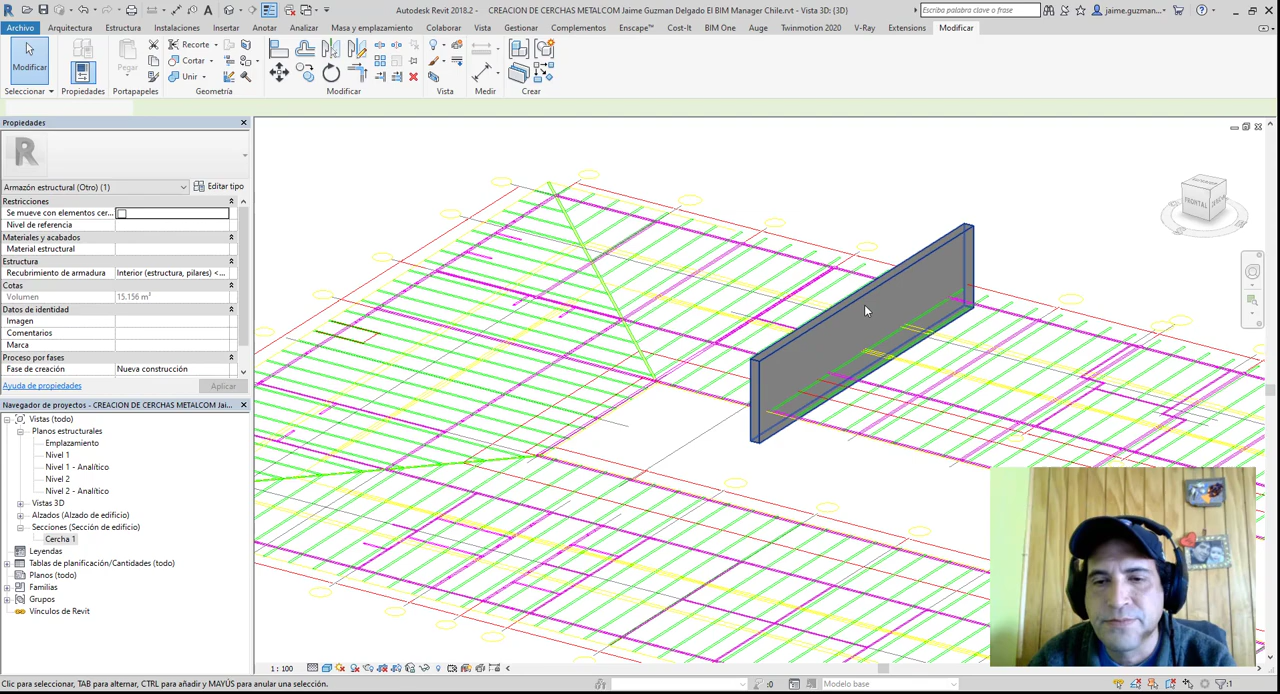 Autodesk Revit 2018.2 - CREACION DE CERCHAS METALCOM Jaime Guzman Delgado El BIM Manager Chile.rvt - Vista 3D: {3D}
Escriba palabra clave o frase
jaime.guzman...
Archivo Arquitectura Estructura Instalaciones Insertar Anotar Analizar Masa y emplazamiento Colaborar Vista Gestionar Complementos Enscape™ Cost-It BIM One Auge Twinmotion 2020 V-Ray Extensions Modificar
Modificar
Pegar
Recorte
Cortar
Unir
Seleccionar Propiedades Portapapeles Geometría Modificar Vista Medir Crear
Propiedades
Armazón estructural (Otro) (1) Editar tipo
Restricciones
Se mueve con elementos cer...
Nivel de referencia
Materiales y acabados
Material estructural
Estructura
Recubrimiento de armadura Interior (estructura, pilares) <...
Cotas
Volumen 15.156 m³
Datos de identidad
Imagen
Comentarios
Marca
Proceso por fases
Fase de creación Nueva construcción
Ayuda de propiedades Aplicar
Navegador de proyectos - CREACION DE CERCHAS METALCOM Jai...
Vistas (todo)
Planos estructurales
Emplazamiento
Nivel 1
Nivel 1 - Analítico
Nivel 2
Nivel 2 - Analítico
Vistas 3D
Alzados (Alzado de edificio)
Secciones (Sección de edificio)
Cercha 1
Leyendas
Tablas de planificación/Cantidades (todo)
Planos (todo)
Familias
Grupos
Vínculos de Revit
FRONTAL
1 : 100
Clic para seleccionar, TAB para alternar, CTRL para añadir y MAYÚS para anular una selección.
:0
Modelo base
:1